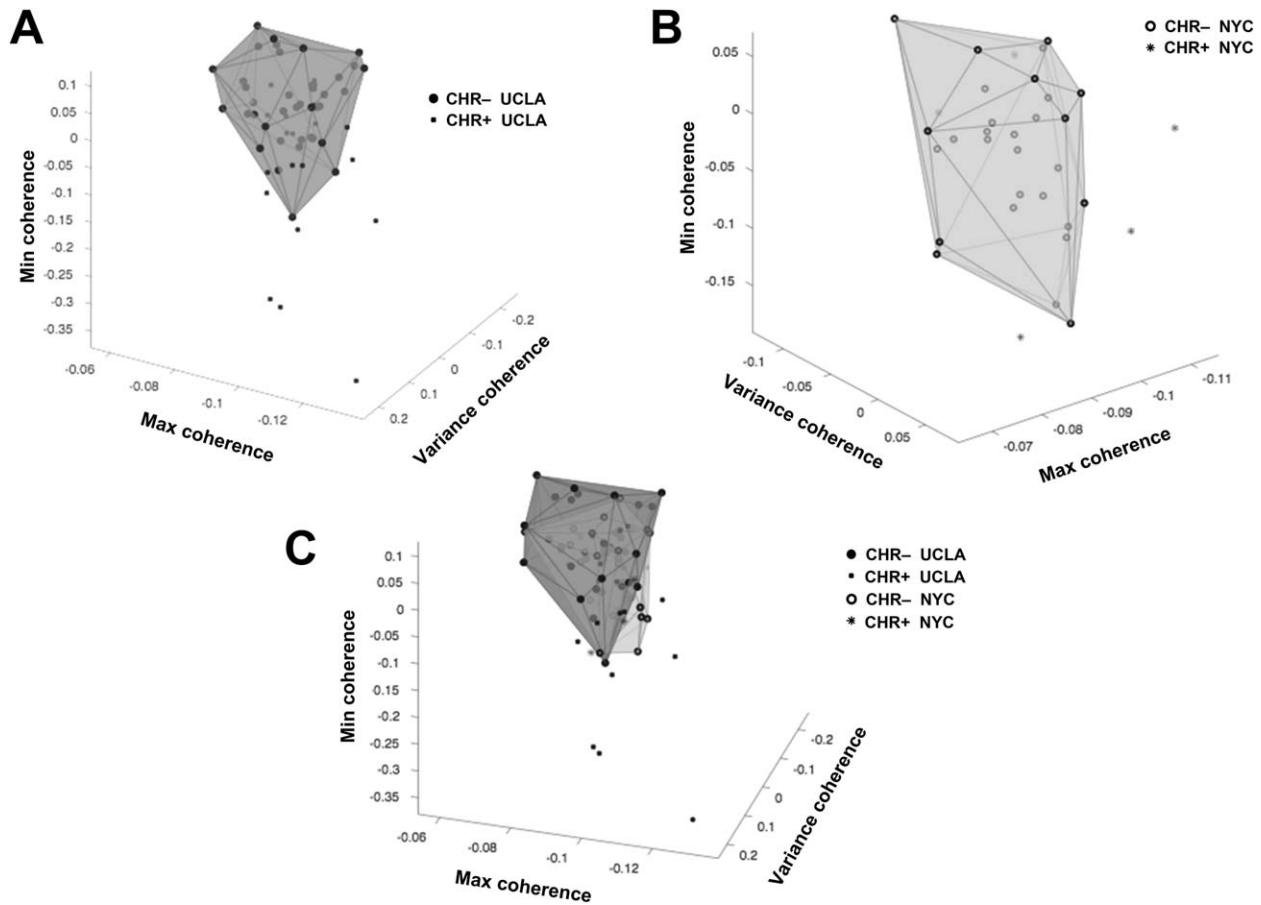 A
CHR– UCLA
CHR+ UCLA
Min coherence
0.1
0.05
0
-0.05
-0.1
-0.15
-0.2
-0.25
-0.3
-0.35
-0.06
-0.08
-0.1
-0.12
Max coherence
-0.2
-0.1
0
0.1
0.2
Variance coherence
B
CHR– NYC
CHR+ NYC
Min coherence
0.05
0
-0.05
-0.1
-0.15
-0.1
-0.05
0
0.05
Variance coherence
-0.11
-0.1
-0.09
-0.08
-0.07
Max coherence
C
CHR– UCLA
CHR+ UCLA
CHR– NYC
CHR+ NYC
Min coherence
0.1
0.05
0
-0.05
-0.1
-0.15
-0.2
-0.25
-0.3
-0.35
-0.06
-0.08
-0.1
-0.12
Max coherence
-0.2
-0.1
0
0.1
0.2
Variance coherence